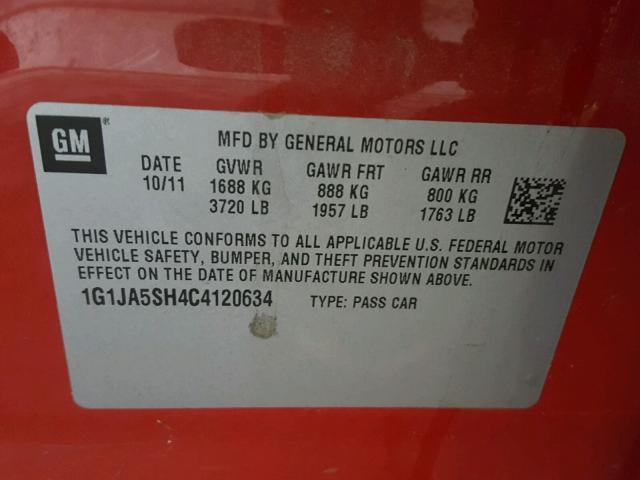 GM®
MFD BY GENERAL MOTORS LLC
DATE GVWR GAWR FRT GAWR RR
10/11 1688 KG 888 KG 800 KG
3720 LB 1957 LB 1763 LB
THIS VEHICLE CONFORMS TO ALL APPLICABLE U.S. FEDERAL MOTOR
VEHICLE SAFETY, BUMPER, AND THEFT PREVENTION STANDARDS IN
EFFECT ON THE DATE OF MANUFACTURE SHOWN ABOVE.
1G1JA5SH4C4120634 TYPE: PASS CAR